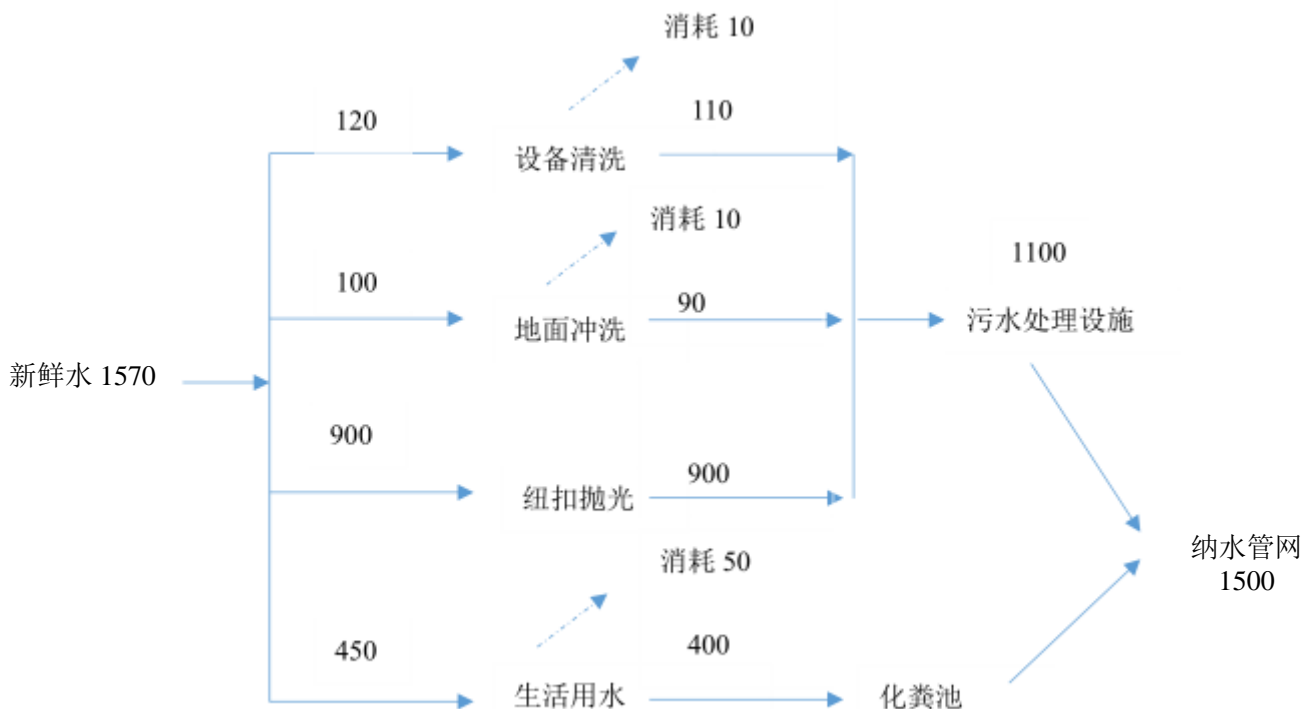 消耗 10
120
110
设备清洗
消耗 10
1100
100
90
地面冲洗
污水处理设施
新鲜水 1570
900
900
纽扣抛光
纳水管网
1500
消耗 50
450
400
生活用水
化粪池